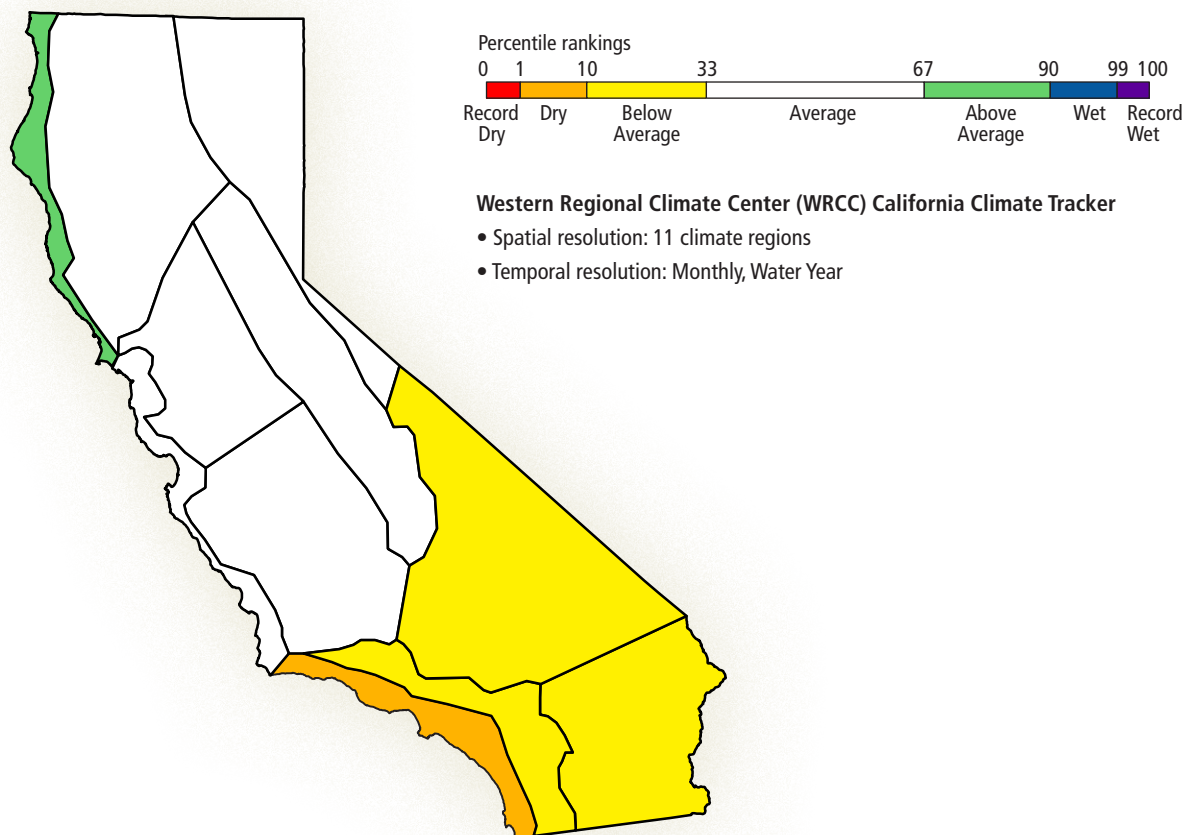 Percentile rankings
0 1 10 33 67 90 99 100
Record Dry Below Average Above Wet Record
Dry Average Average Wet
Western Regional Climate Center (WRCC) California Climate Tracker
• Spatial resolution: 11 climate regions
• Temporal resolution: Monthly, Water Year